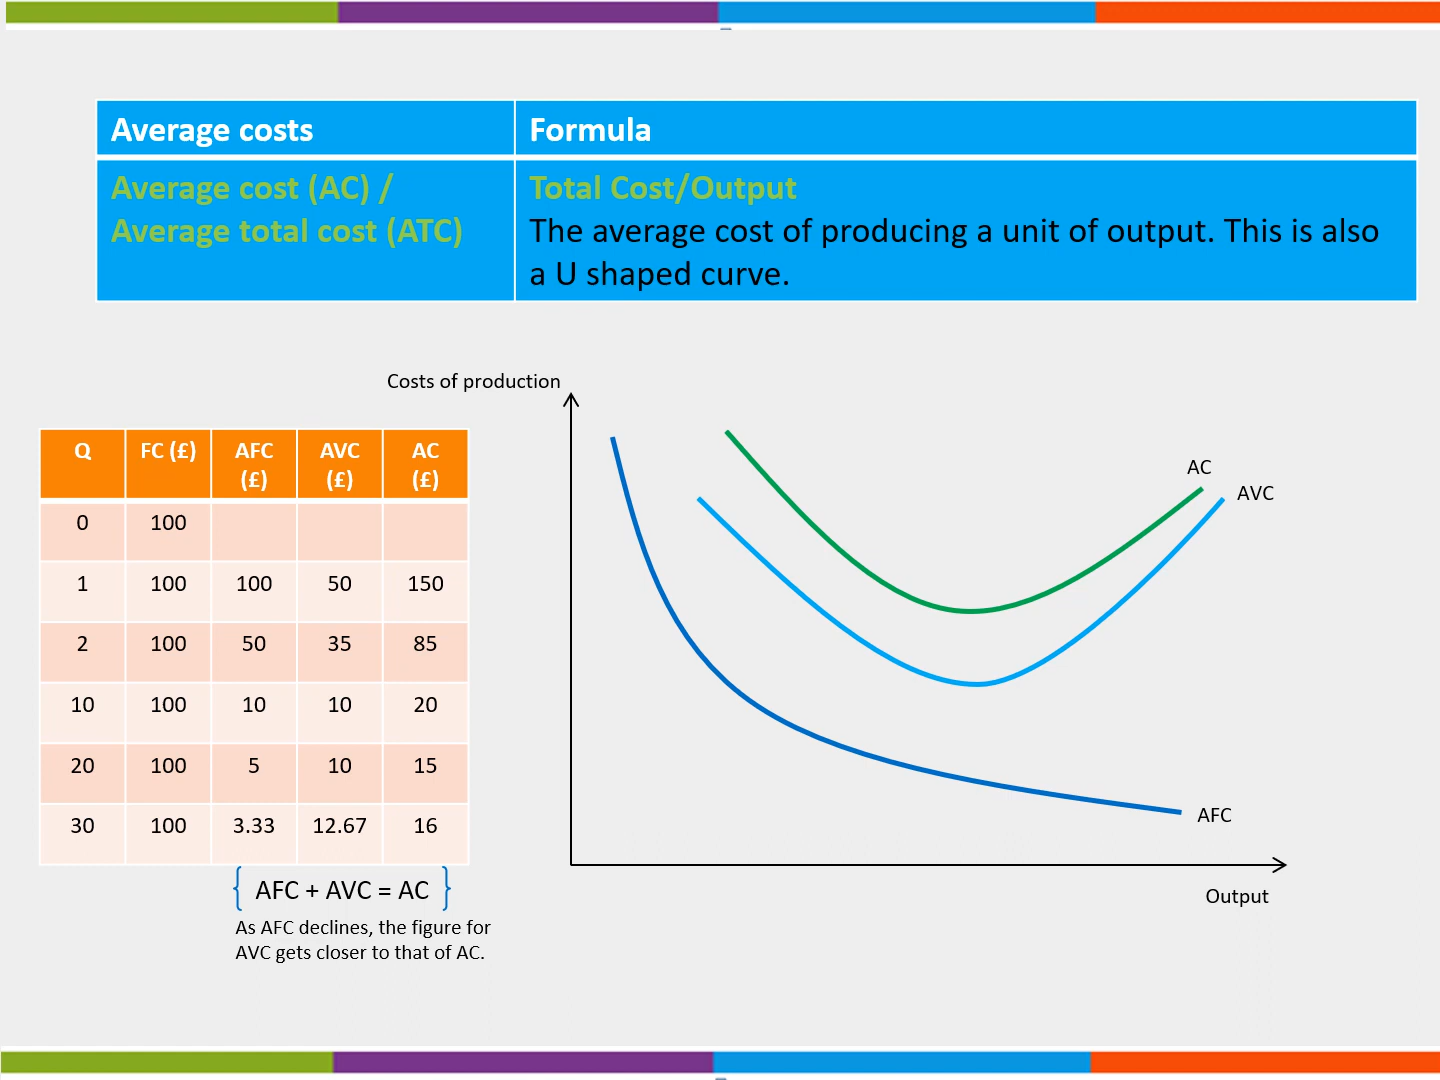 Average costs
Formula
Average cost (AC) /
Average total cost (ATC)
Total Cost/Output
The average cost of producing a unit of output. This is also
a U shaped curve.
Costs of production
Q FC (£) AFC AVC AC
(£) (£) (£)
0 100
1 100 100 50 150
2 100 50 35 85
10 100 10 10 20
20 100 5 10 15
30 100 3.33 12.67 16
AFC + AVC = AC
As AFC declines, the figure for
AVC gets closer to that of AC.
AC
AVC
AFC
Output